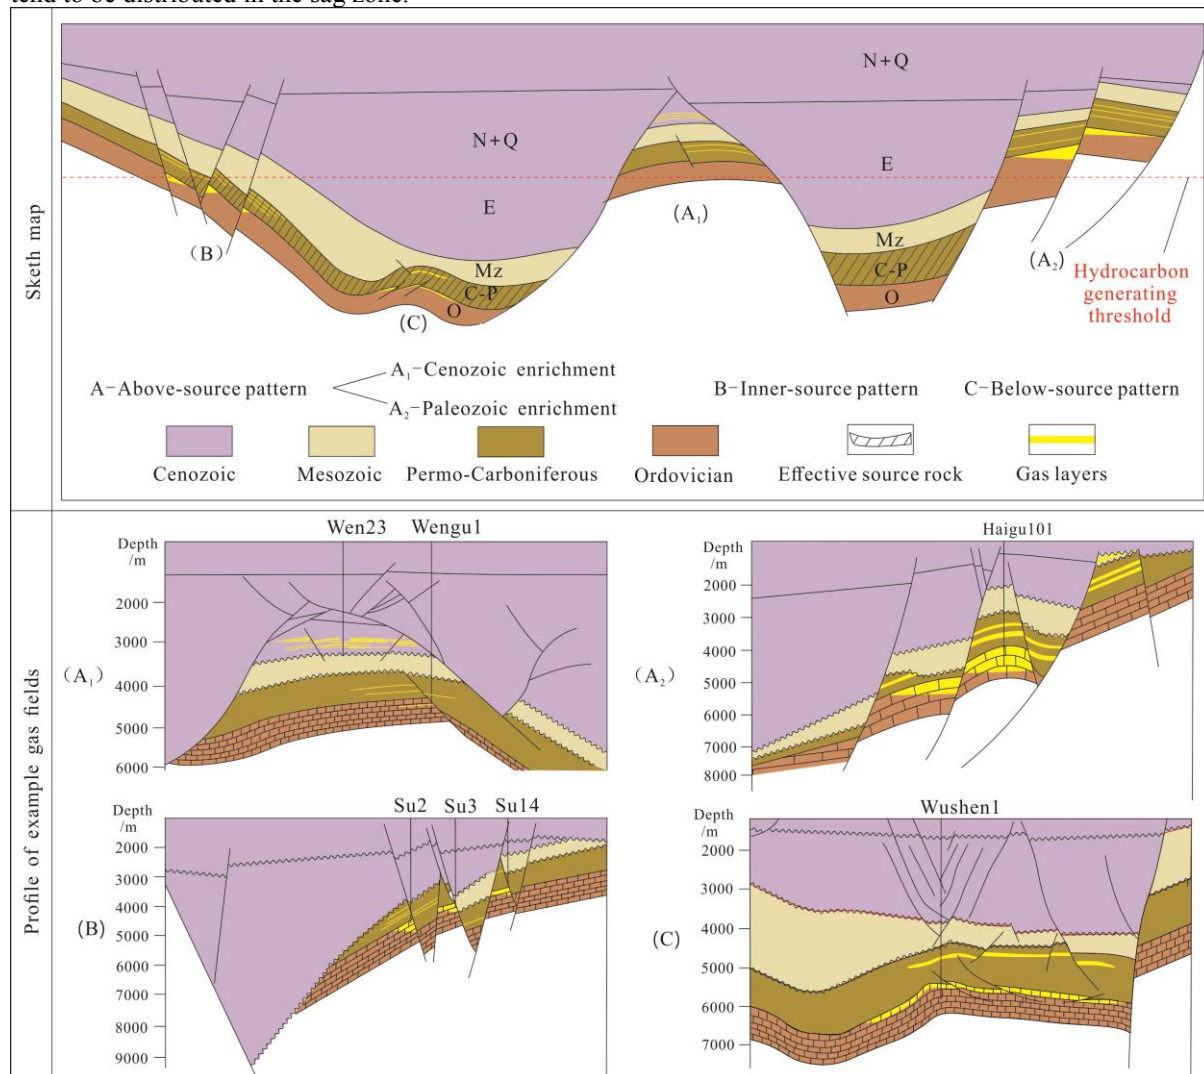 tend to be distributed in the sag zone.
Sketh map
N+Q
N+Q
E
E
(A₁)
(B)
Mz
Mz
(A₂)
C-P
C-P
O
O
(C)
Hydrocarbon
generating
threshold
A-Above-source pattern
A₁-Cenozoic enrichment
A₂-Paleozoic enrichment
B-Inner-source pattern
C-Below-source pattern
Cenozoic
Mesozoic
Permo-Carboniferous
Ordovician
Effective source rock
Gas layers
Profile of example gas fields
Wen23
Wengu1
Depth
/m
2000
3000
(A₁)
4000
5000
6000
Haigu101
Depth
/m
2000
3000
4000
(A₂)
5000
6000
7000
8000
Su2
Su3
Su14
Depth
/m
2000
3000
4000
(B)
5000
6000
7000
8000
9000
Wushen1
Depth
/m
2000
3000
4000
(C)
5000
6000
7000